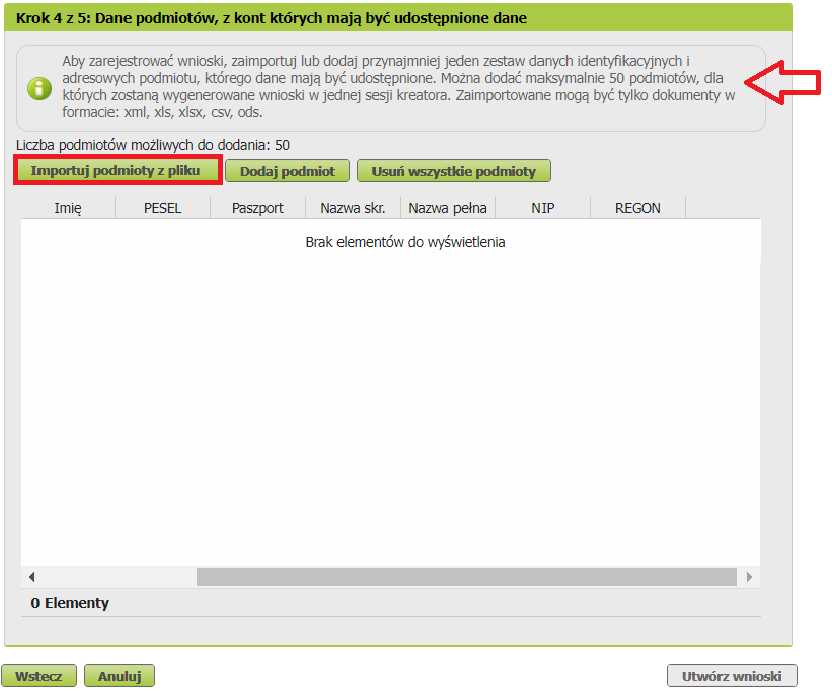 Krok 4 z 5: Dane podmiotów, z kont których mają być udostępnione dane
Aby zarejestrować wnioski, zaimportuj lub dodaj przynajmniej jeden zestaw danych identyfikacyjnych i
adresowych podmiotu, którego dane mają być udostępnione. Można dodać maksymalnie 50 podmiotów, dla
których zostaną wygenerowane wnioski w jednej sesji kreatora. Zaimportowane mogą być tylko dokumenty w
formacie: xml, xls, xlsx, csv, ods.
Liczba podmiotów możliwych do dodania: 50
Importuj podmioty z pliku Dodaj podmiot Usuń wszystkie podmioty
Imię PESEL Paszport Nazwa skr. Nazwa pełna NIP REGON
Brak elementów do wyświetlenia
0 Elementy
Wstecz Anuluj Utwórz wnioski